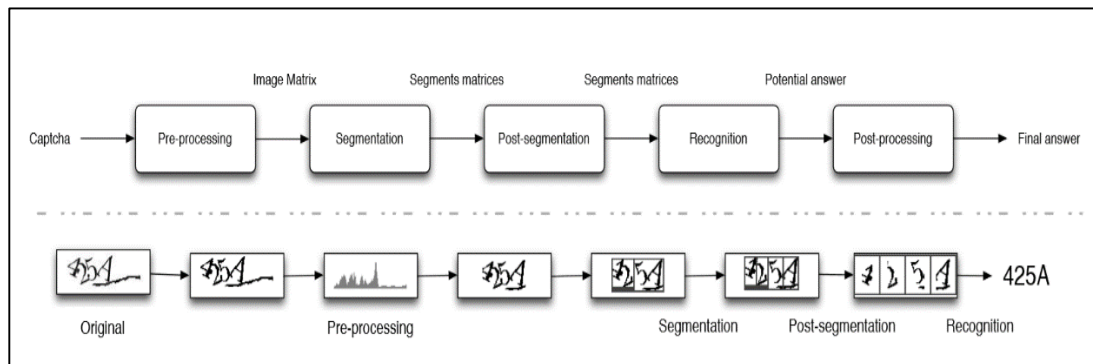 Image Matrix Segments matrices Segments matrices Potential answer
Captcha Pre-processing Segmentation Post-segmentation Recognition Post-processing Final answer
425A
Original Pre-processing Segmentation Post-segmentation Recognition